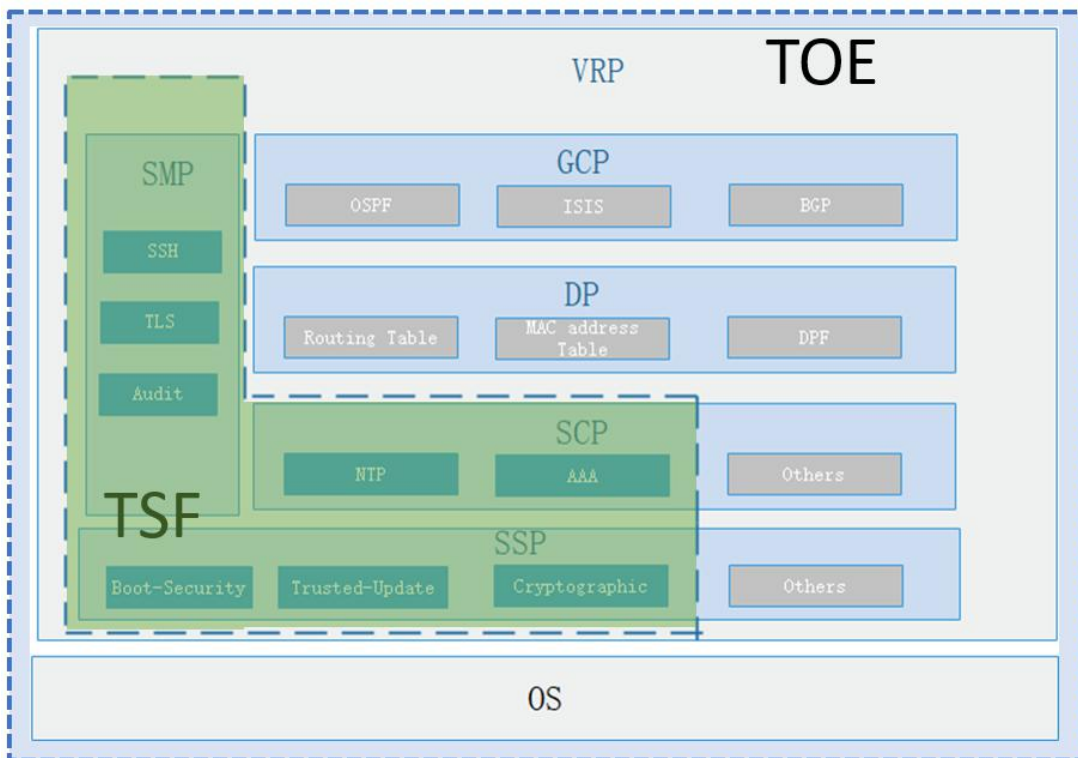 VRP
TOE
SMP
SSH
TLS
Audit
GCP
OSPF
ISIS
BGP
DP
Routing Table
MAC address
Table
DPF
SCP
NTP
AAA
Others
TSF
SSP
Boot-Security
Trusted-Update
Cryptographic
Others
OS